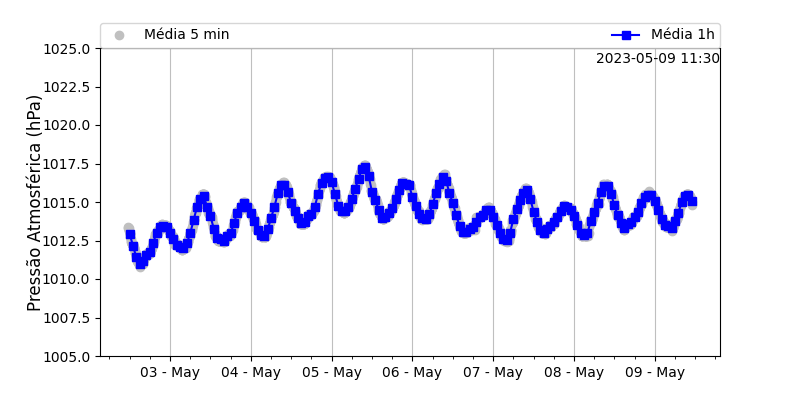 Média 5 min
Média 1h
2023-05-09 11:30
Pressão Atmosférica (hPa)
1025.0
1022.5
1020.0
1017.5
1015.0
1012.5
1010.0
1007.5
1005.0
03 - May
04 - May
05 - May
06 - May
07 - May
08 - May
09 - May